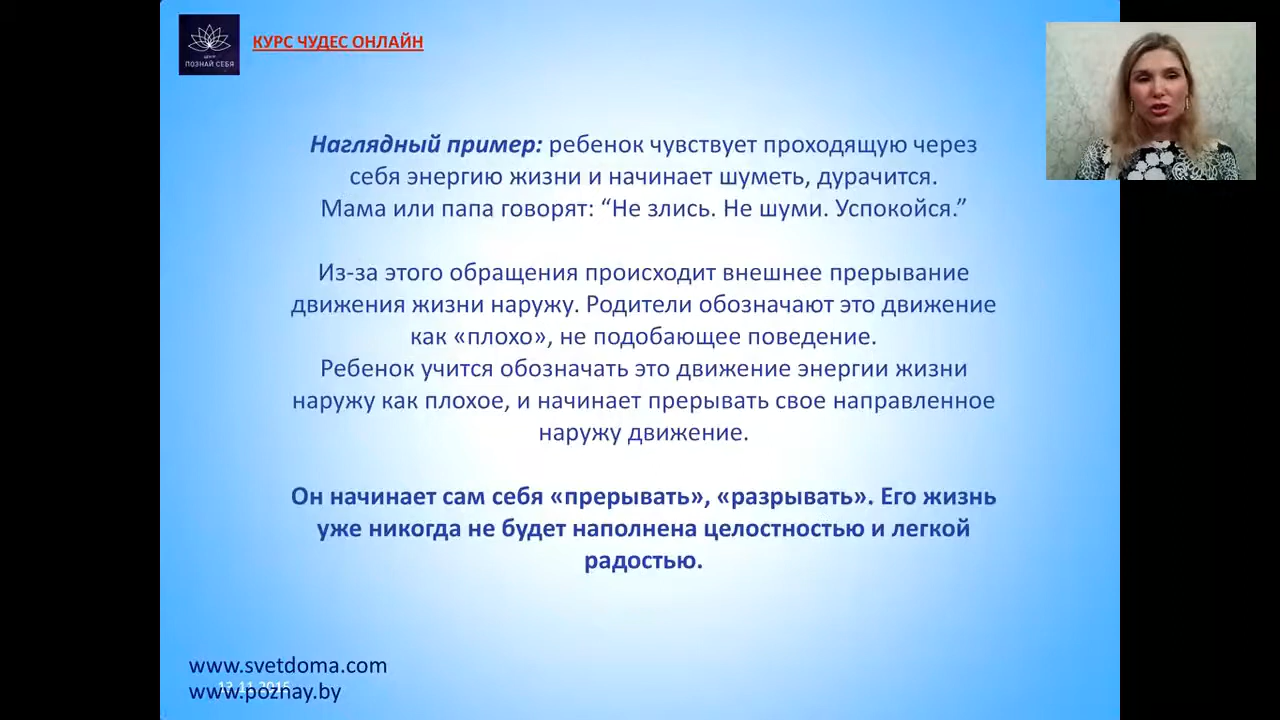 ЦЕНТР
ПОЗНАЙ СЕБЯ
КУРС ЧУДЕС ОНЛАЙН
Наглядный пример: ребенок чувствует проходящую через
себя энергию жизни и начинает шуметь, дурачится.
Мама или папа говорят: “Не злись. Не шуми. Успокойся.”
Из-за этого обращения происходит внешнее прерывание
движения жизни наружу. Родители обозначают это движение
как «плохо», не подобающее поведение.
Ребенок учится обозначать это движение энергии жизни
наружу как плохое, и начинает прерывать свое направленное
наружу движение.
Он начинает сам себя «прерывать», «разрывать». Его жизнь
уже никогда не будет наполнена целостностью и легкой
радостью.
www.svetdoma.com
www.poznay.by